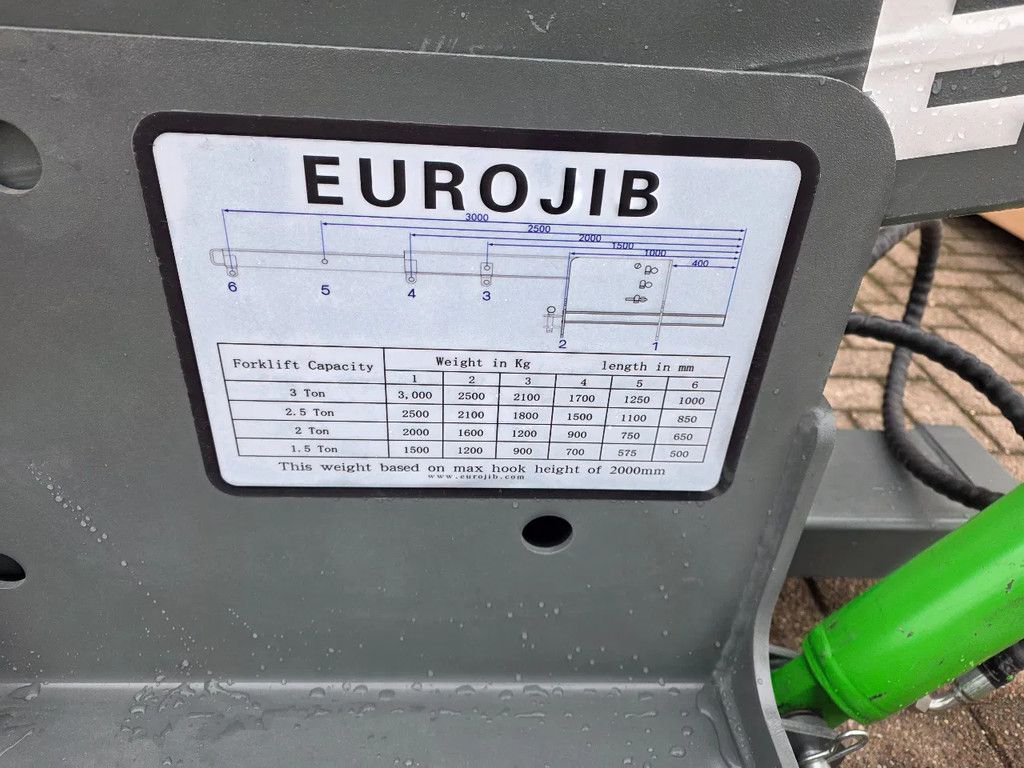 EUROJIB
3000
2500
2000
1500
1000
400
6 5 4 3
2 1
Forklift Capacity Weight in Kg length in mm
1 2 3 4 5 6
3 Ton 3,000 2500 2100 1700 1250 1000
2.5 Ton 2500 2100 1800 1500 1100 850
2 Ton 2000 1600 1200 900 750 650
1.5 Ton 1500 1200 900 700 575 500
This weight based on max hook height of 2000mm
www.eurojib.com